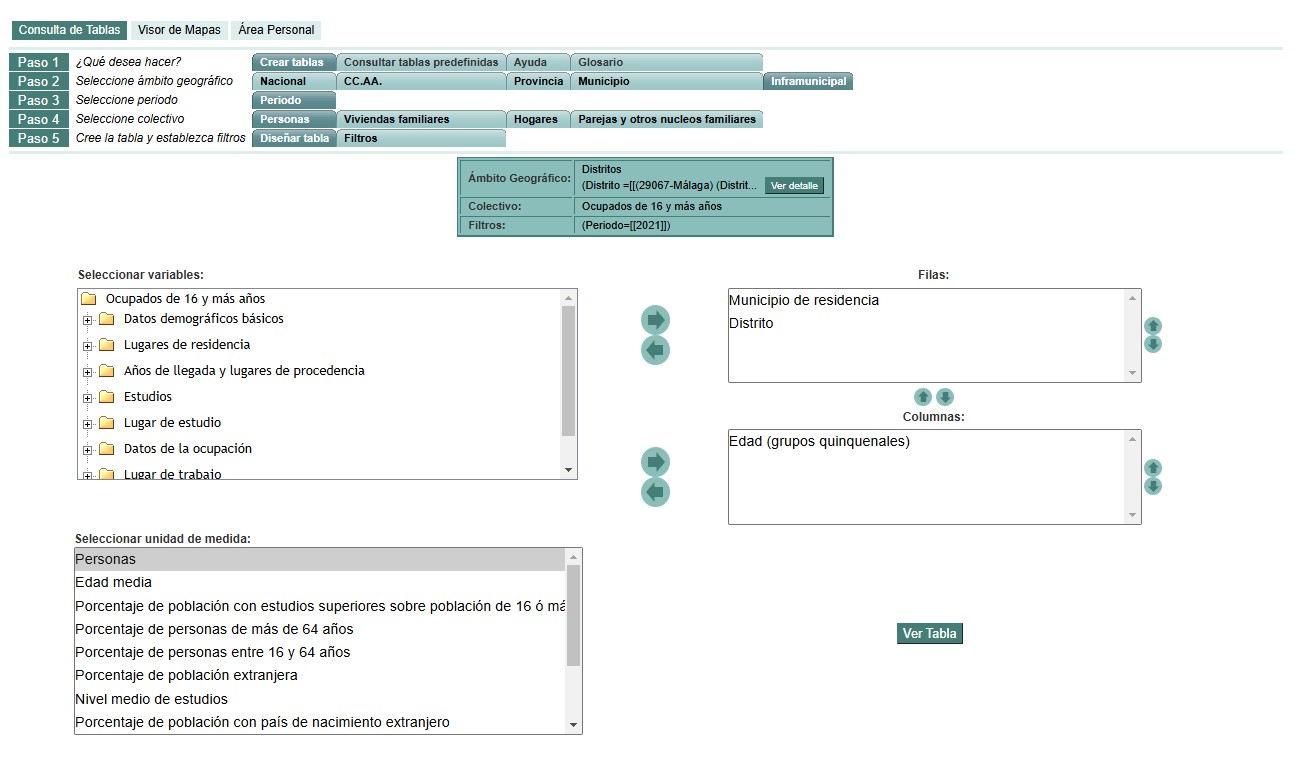 Consulta de Tablas Visor de Mapas Área Personal
Paso 1 ¿Qué desea hacer? Crear tablas Consultar tablas predefinidas Ayuda Glosario
Paso 2 Seleccione ámbito geográfico Nacional CC.AA. Provincia Municipio Inframunicipal
Paso 3 Seleccione periodo Periodo
Paso 4 Seleccione colectivo Personas Viviendas familiares Hogares Parejas y otros nucleos familiares
Paso 5 Cree la tabla y establezca filtros Diseñar tabla Filtros
Ámbito Geográfico: Distritos
(Distrito =[[(29067-Málaga) (Distrit... Ver detalle
Colectivo: Ocupados de 16 y más años
Filtros: (Periodo=[[2021]])
Seleccionar variables:
Ocupados de 16 y más años
Datos demográficos básicos
Lugares de residencia
Años de llegada y lugares de procedencia
Estudios
Lugar de estudio
Datos de la ocupación
Lugar de trabajo
Filas:
Municipio de residencia
Distrito
Columnas:
Edad (grupos quinquenales)
Seleccionar unidad de medida:
Personas
Edad media
Porcentaje de población con estudios superiores sobre población de 16 ó má
Porcentaje de personas de más de 64 años
Porcentaje de personas entre 16 y 64 años
Porcentaje de población extranjera
Nivel medio de estudios
Porcentaje de población con país de nacimiento extranjero
Ver Tabla